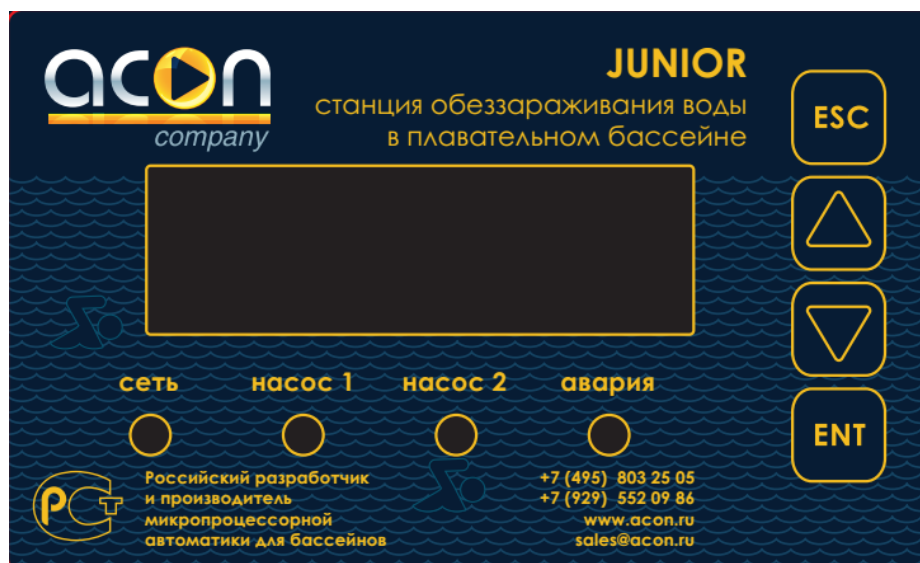 acon
company
JUNIOR
станция обеззараживания воды
в плавательном бассейне
ESC
сеть
насос 1
насос 2
авария
ENT
РСТ
Российский разработчик
и производитель
микропроцессорной
автоматики для бассейнов
+7 (495) 803 25 05
+7 (929) 552 09 86
www.acon.ru
sales@acon.ru